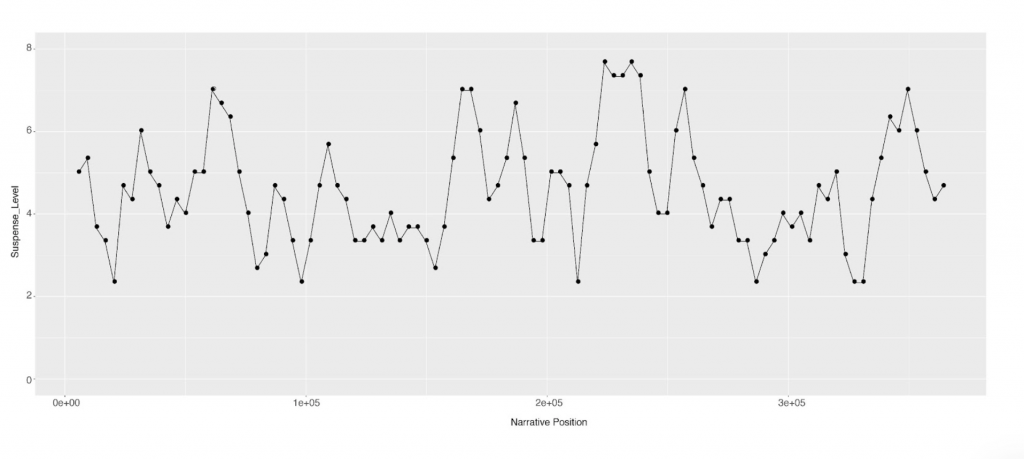 8
6
4
2
0
Suspense_Level
0e+00
1e+05
2e+05
3e+05
Narrative Position